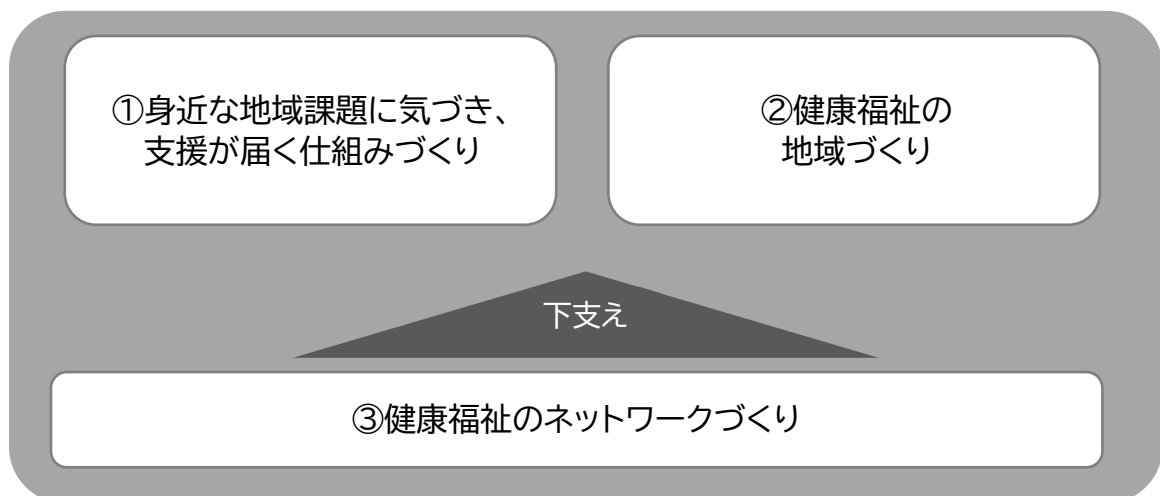 ①身近な地域課題に気づき、
支援が届く仕組みづくり
②健康福祉の
地域づくり
下支え
③健康福祉のネットワークづくり